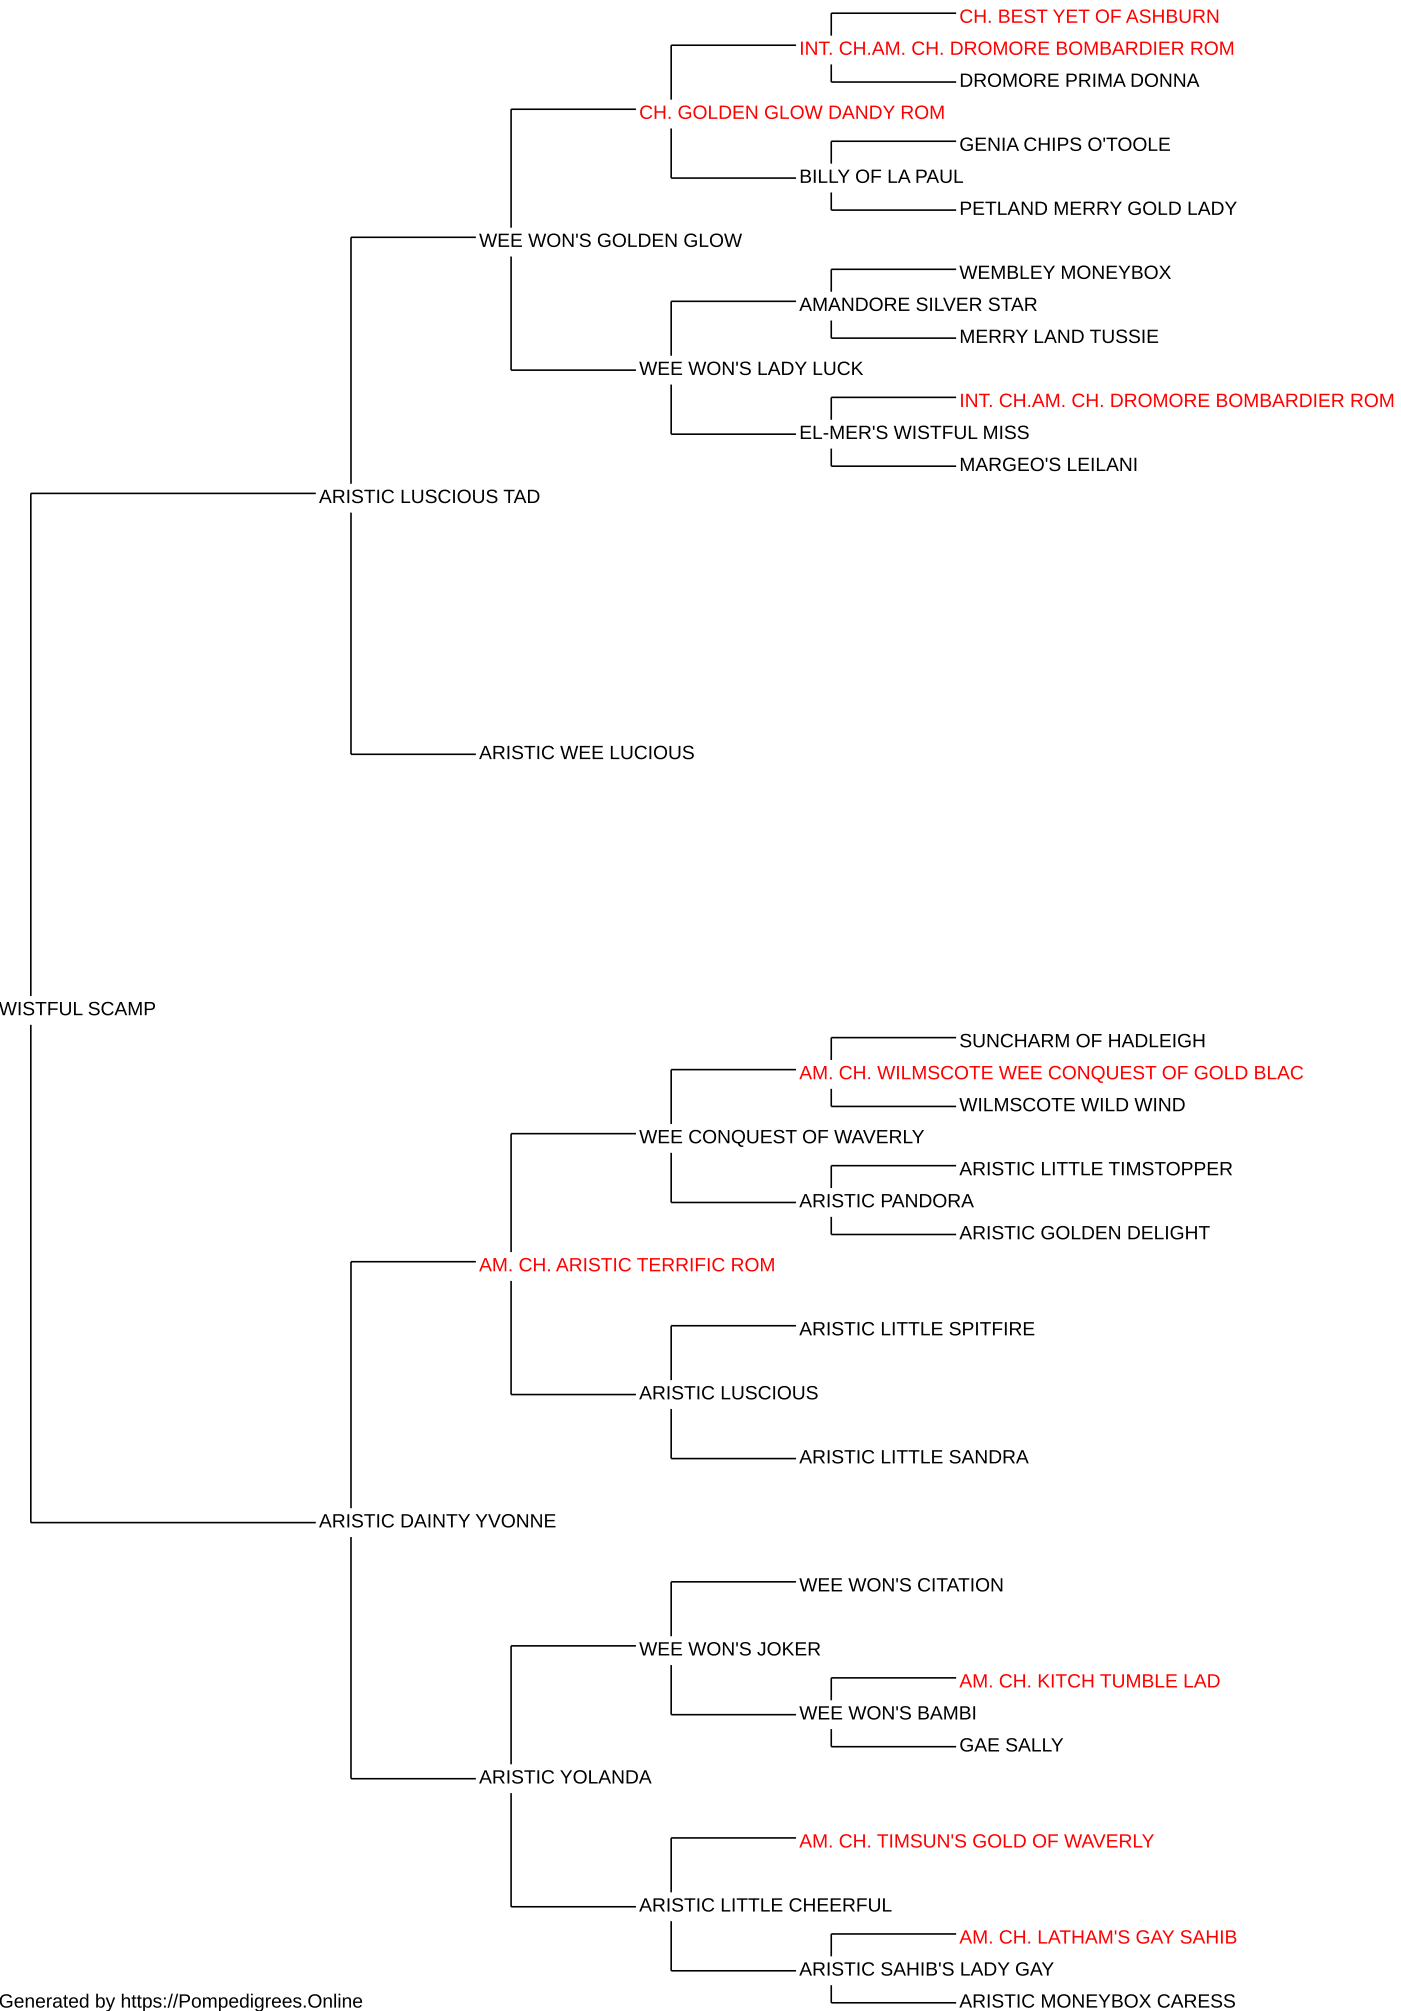 CH. BEST YET OF ASHBURN
INT. CH.AM. CH. DROMORE BOMBARDIER ROM
DROMORE PRIMA DONNA
CH. GOLDEN GLOW DANDY ROM
GENIA CHIPS O'TOOLE
BILLY OF LA PAUL
PETLAND MERRY GOLD LADY
WEE WON'S GOLDEN GLOW
WEMBLEY MONEYBOX
AMANDORE SILVER STAR
MERRY LAND TUSSIE
WEE WON'S LADY LUCK
INT. CH.AM. CH. DROMORE BOMBARDIER ROM
EL-MER'S WISTFUL MISS
MARGEO'S LEILANI
ARISTIC LUSCIOUS TAD
ARISTIC WEE LUCIOUS
WISTFUL SCAMP
SUNCHARM OF HADLEIGH
AM. CH. WILMSCOTE WEE CONQUEST OF GOLD BLAC
WILMSCOTE WILD WIND
WEE CONQUEST OF WAVERLY
ARISTIC LITTLE TIMSTOPPER
ARISTIC PANDORA
ARISTIC GOLDEN DELIGHT
AM. CH. ARISTIC TERRIFIC ROM
ARISTIC LITTLE SPITFIRE
ARISTIC LUSCIOUS
ARISTIC LITTLE SANDRA
ARISTIC DAINTY YVONNE
WEE WON'S CITATION
WEE WON'S JOKER
AM. CH. KITCH TUMBLE LAD
WEE WON'S BAMBI
GAE SALLY
ARISTIC YOLANDA
AM. CH. TIMSUN'S GOLD OF WAVERLY
ARISTIC LITTLE CHEERFUL
AM. CH. LATHAM'S GAY SAHIB
ARISTIC SAHIB'S LADY GAY
ARISTIC MONEYBOX CARESS
Generated by https://Pompedigrees.Online